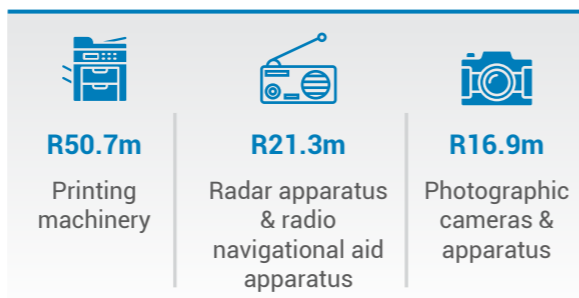 R50.7m
Printing
machinery
R21.3m
Radar apparatus
& radio
navigational aid
apparatus
R16.9m
Photographic
cameras &
apparatus